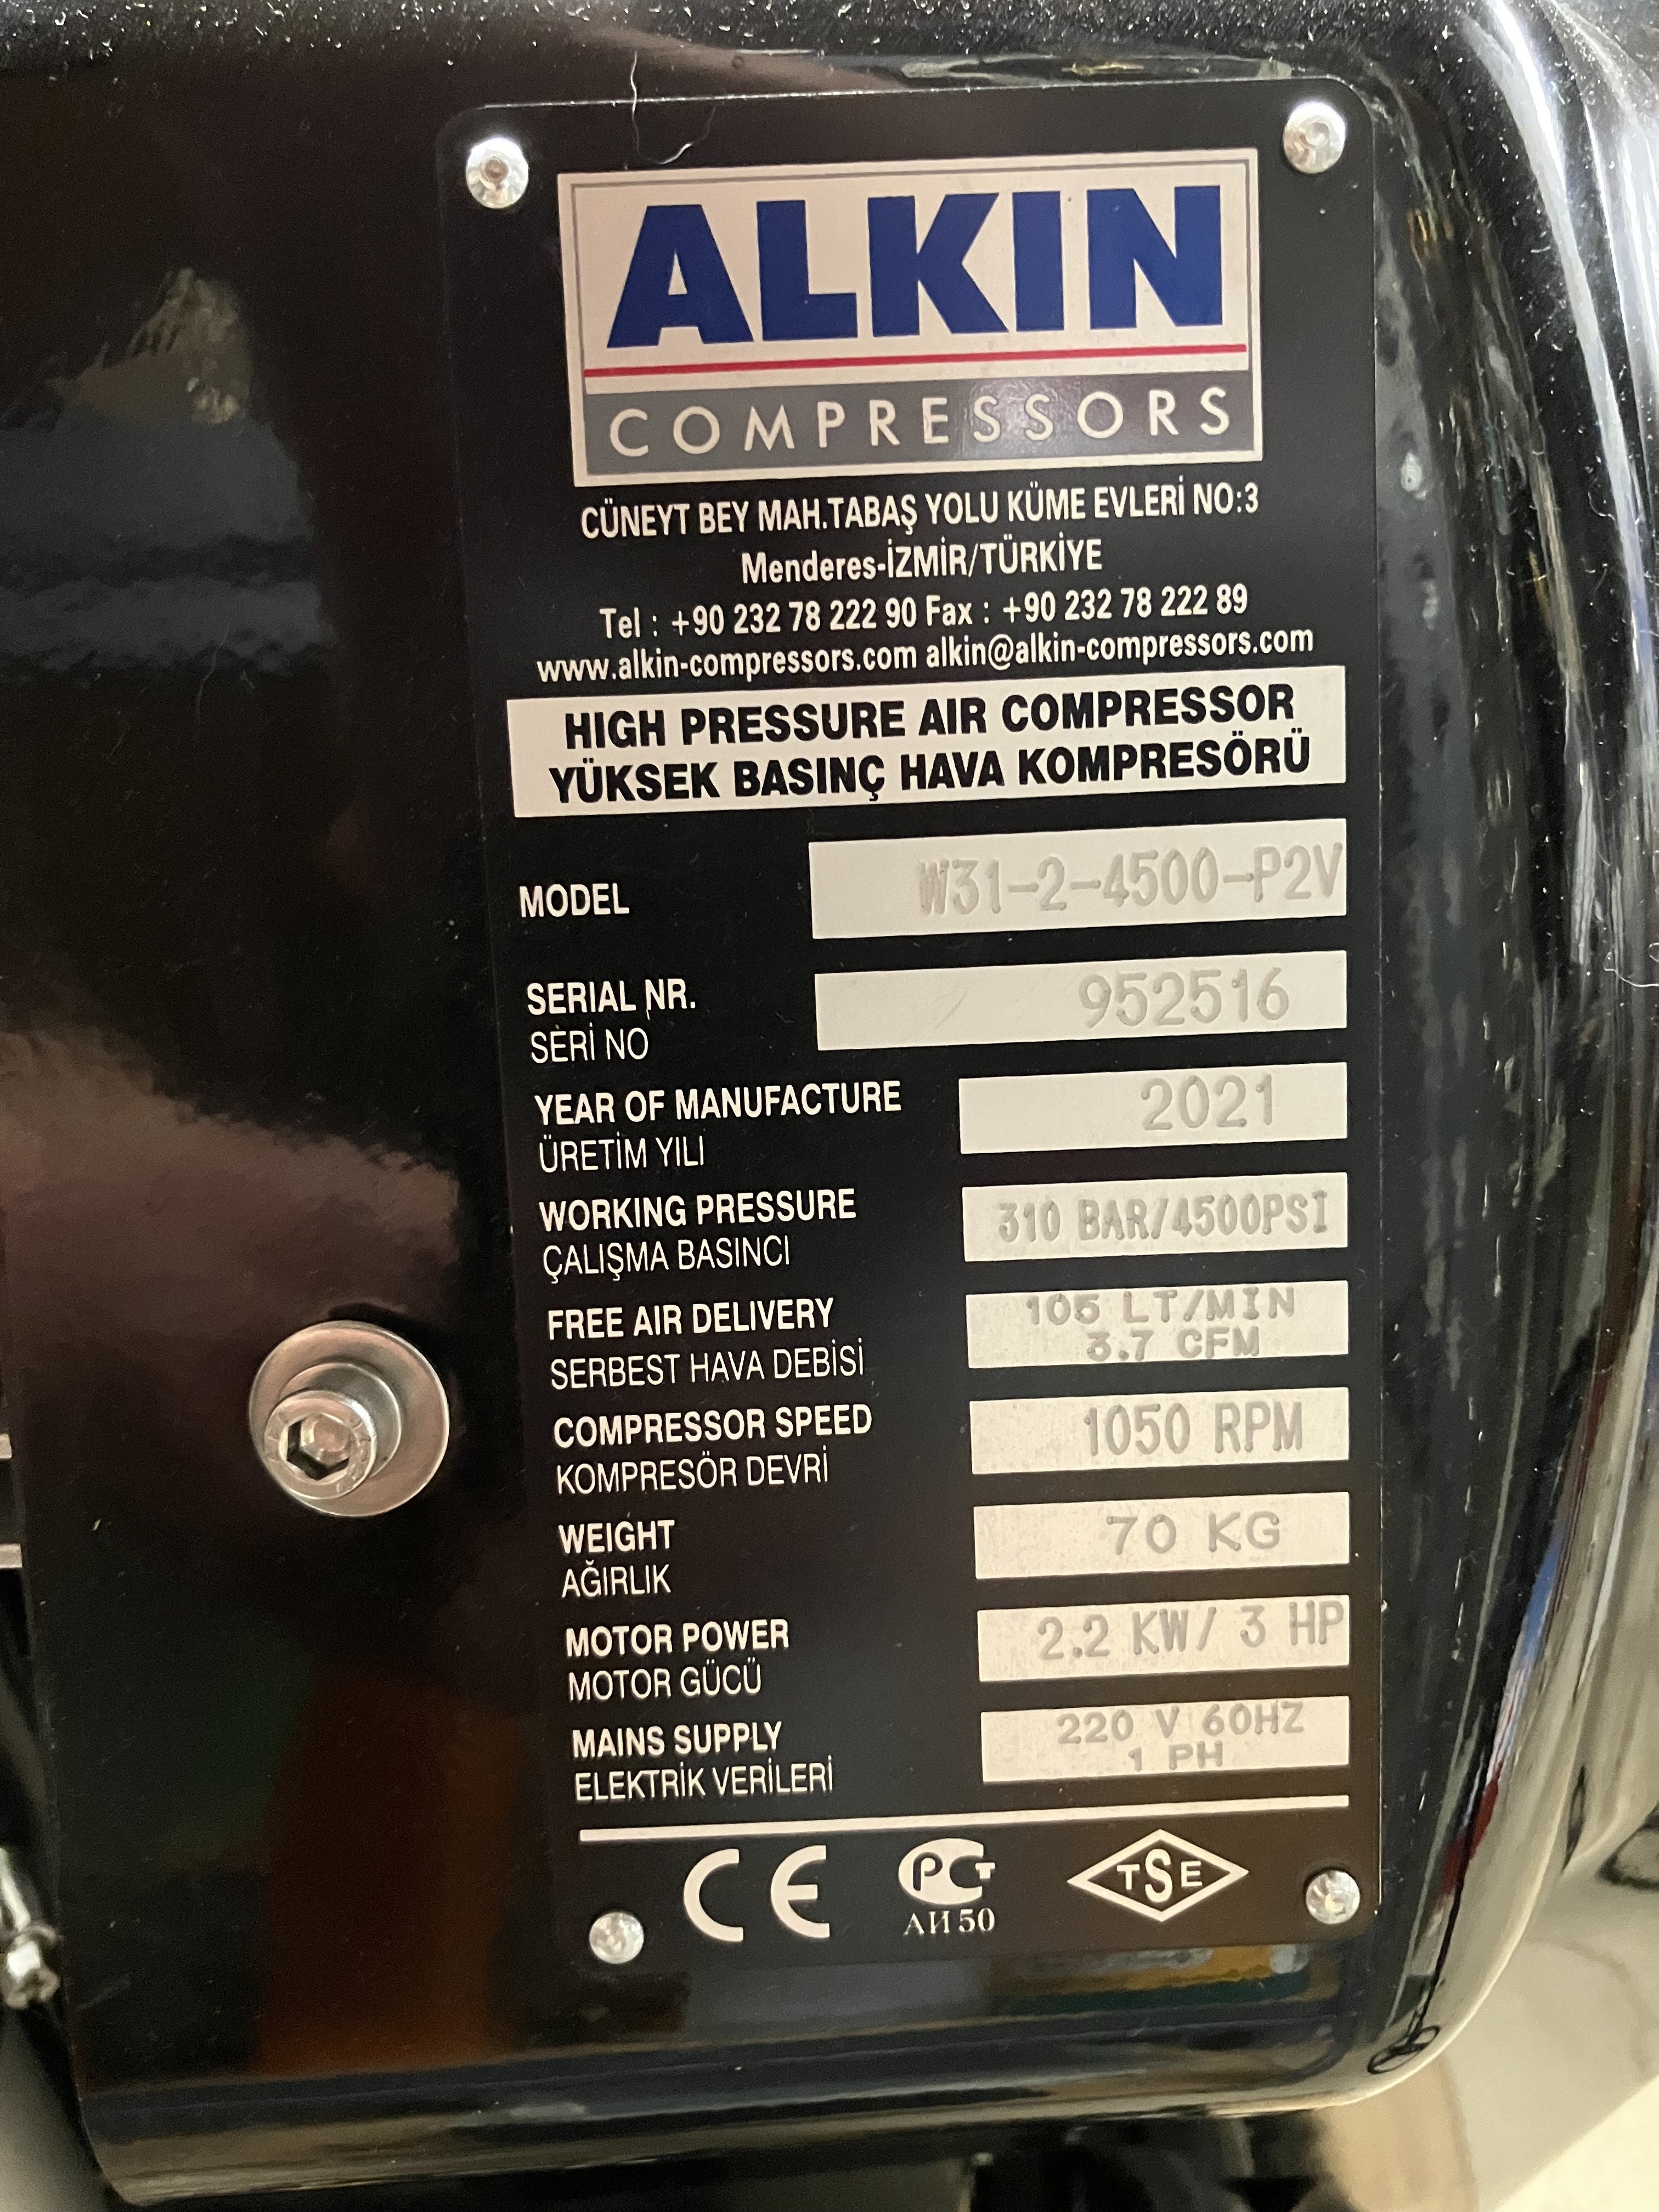 ALKIN
COMPRESSORS
CÜNEYT BEY MAH.TABAŞ YOLU KÜME EVLERİ NO:3
Menderes-İZMİR/TÜRKİYE
Tel : +90 232 78 222 90 Fax : +90 232 78 222 89
www.alkin-compressors.com alkin@alkin-compressors.com
HIGH PRESSURE AIR COMPRESSOR
YÜKSEK BASINÇ HAVA KOMPRESÖRÜ
MODEL W31-2-4500-P2V
SERIAL NR. 952516
SERİ NO
YEAR OF MANUFACTURE 2021
ÜRETİM YILI
WORKING PRESSURE 310 BAR/4500PSI
ÇALIŞMA BASINCI
FREE AIR DELIVERY 105 LT/MIN
SERBEST HAVA DEBİSİ 3.7 CFM
COMPRESSOR SPEED 1050 RPM
KOMPRESÖR DEVRİ
WEIGHT 70 KG
AĞIRLIK
MOTOR POWER 2.2 KW/ 3 HP
MOTOR GÜCÜ
MAINS SUPPLY 220 V 60HZ
ELEKTRİK VERİLERİ 1 PH
CE PCT TSE
АИ50